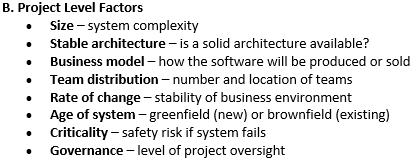 B. Project Level Factors
• Size – system complexity
• Stable architecture – is a solid architecture available?
• Business model – how the software will be produced or sold
• Team distribution – number and location of teams
• Rate of change – stability of business environment
• Age of system – greenfield (new) or brownfield (existing)
• Criticality – safety risk if system fails
• Governance – level of project oversight